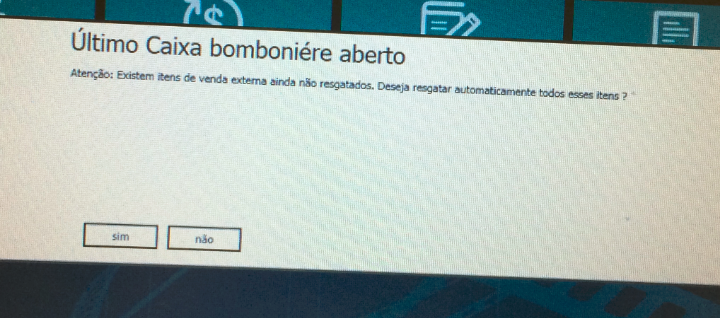 Último Caixa bomboniére aberto
Atenção: Existem itens de venda externa ainda não resgatados. Deseja resgatar automaticamente todos esses itens ?
sim
não